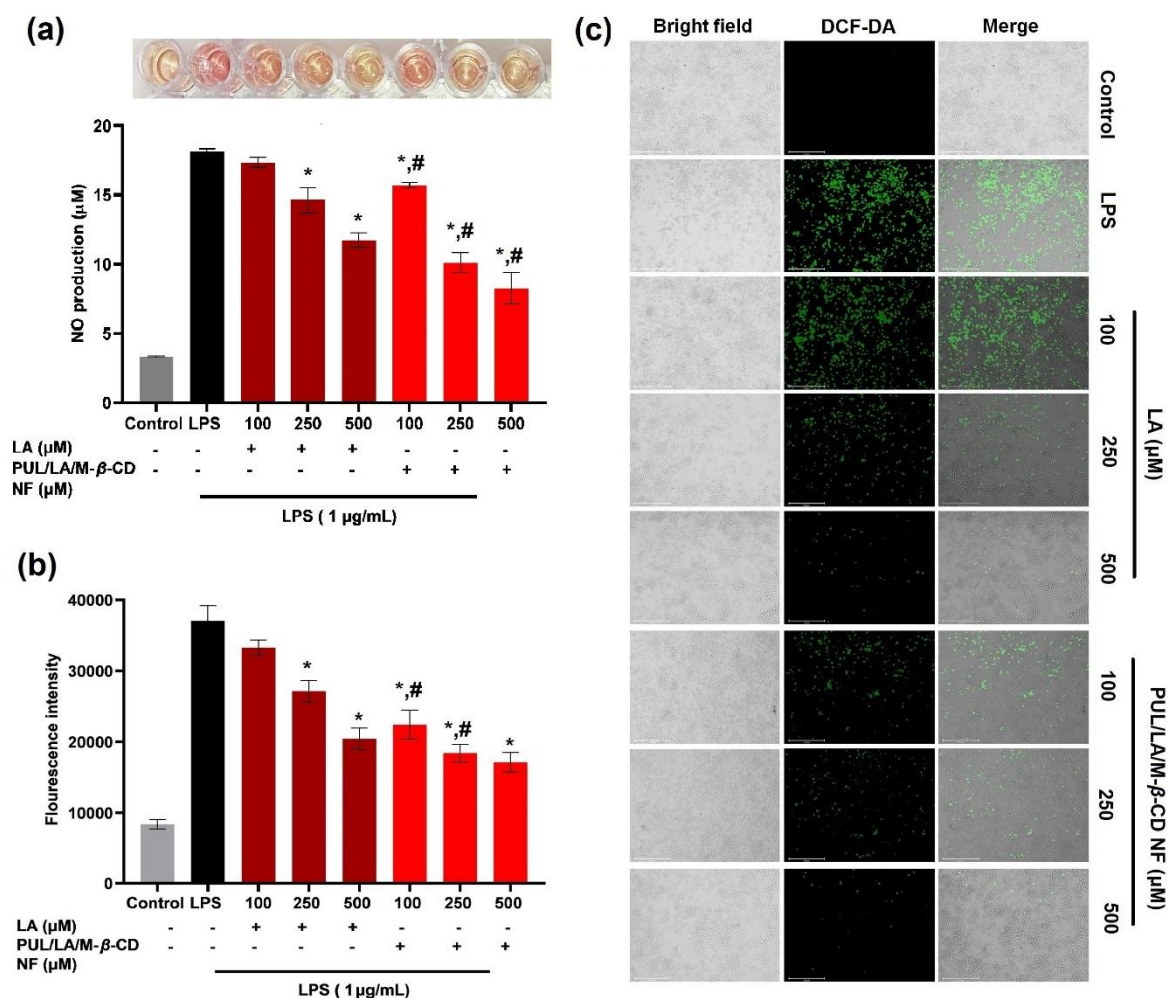 (a)
20
15
10
5
0
NO production (μM)
*
*
*,#
*,#
*,#
Control LPS 100 250 500 100 250 500
LA (μM) - - + + + - - -
PUL/LA/M-β-CD - - - - - + + +
NF (μM)
LPS ( 1 μg/mL)
(b)
40000
30000
20000
10000
0
Flourescence intensity
*
*
*,#
*,#
*
Control LPS 100 250 500 100 250 500
LA (μM) - - + + + - - -
PUL/LA/M-β-CD - - - - - + + +
NF (μM)
LPS ( 1 μg/mL)
(c)
Bright field DCF-DA Merge
Control
LPS
100
250
500
LA (μM)
100
250
500
PUL/LA/M-β-CD NF (μM)